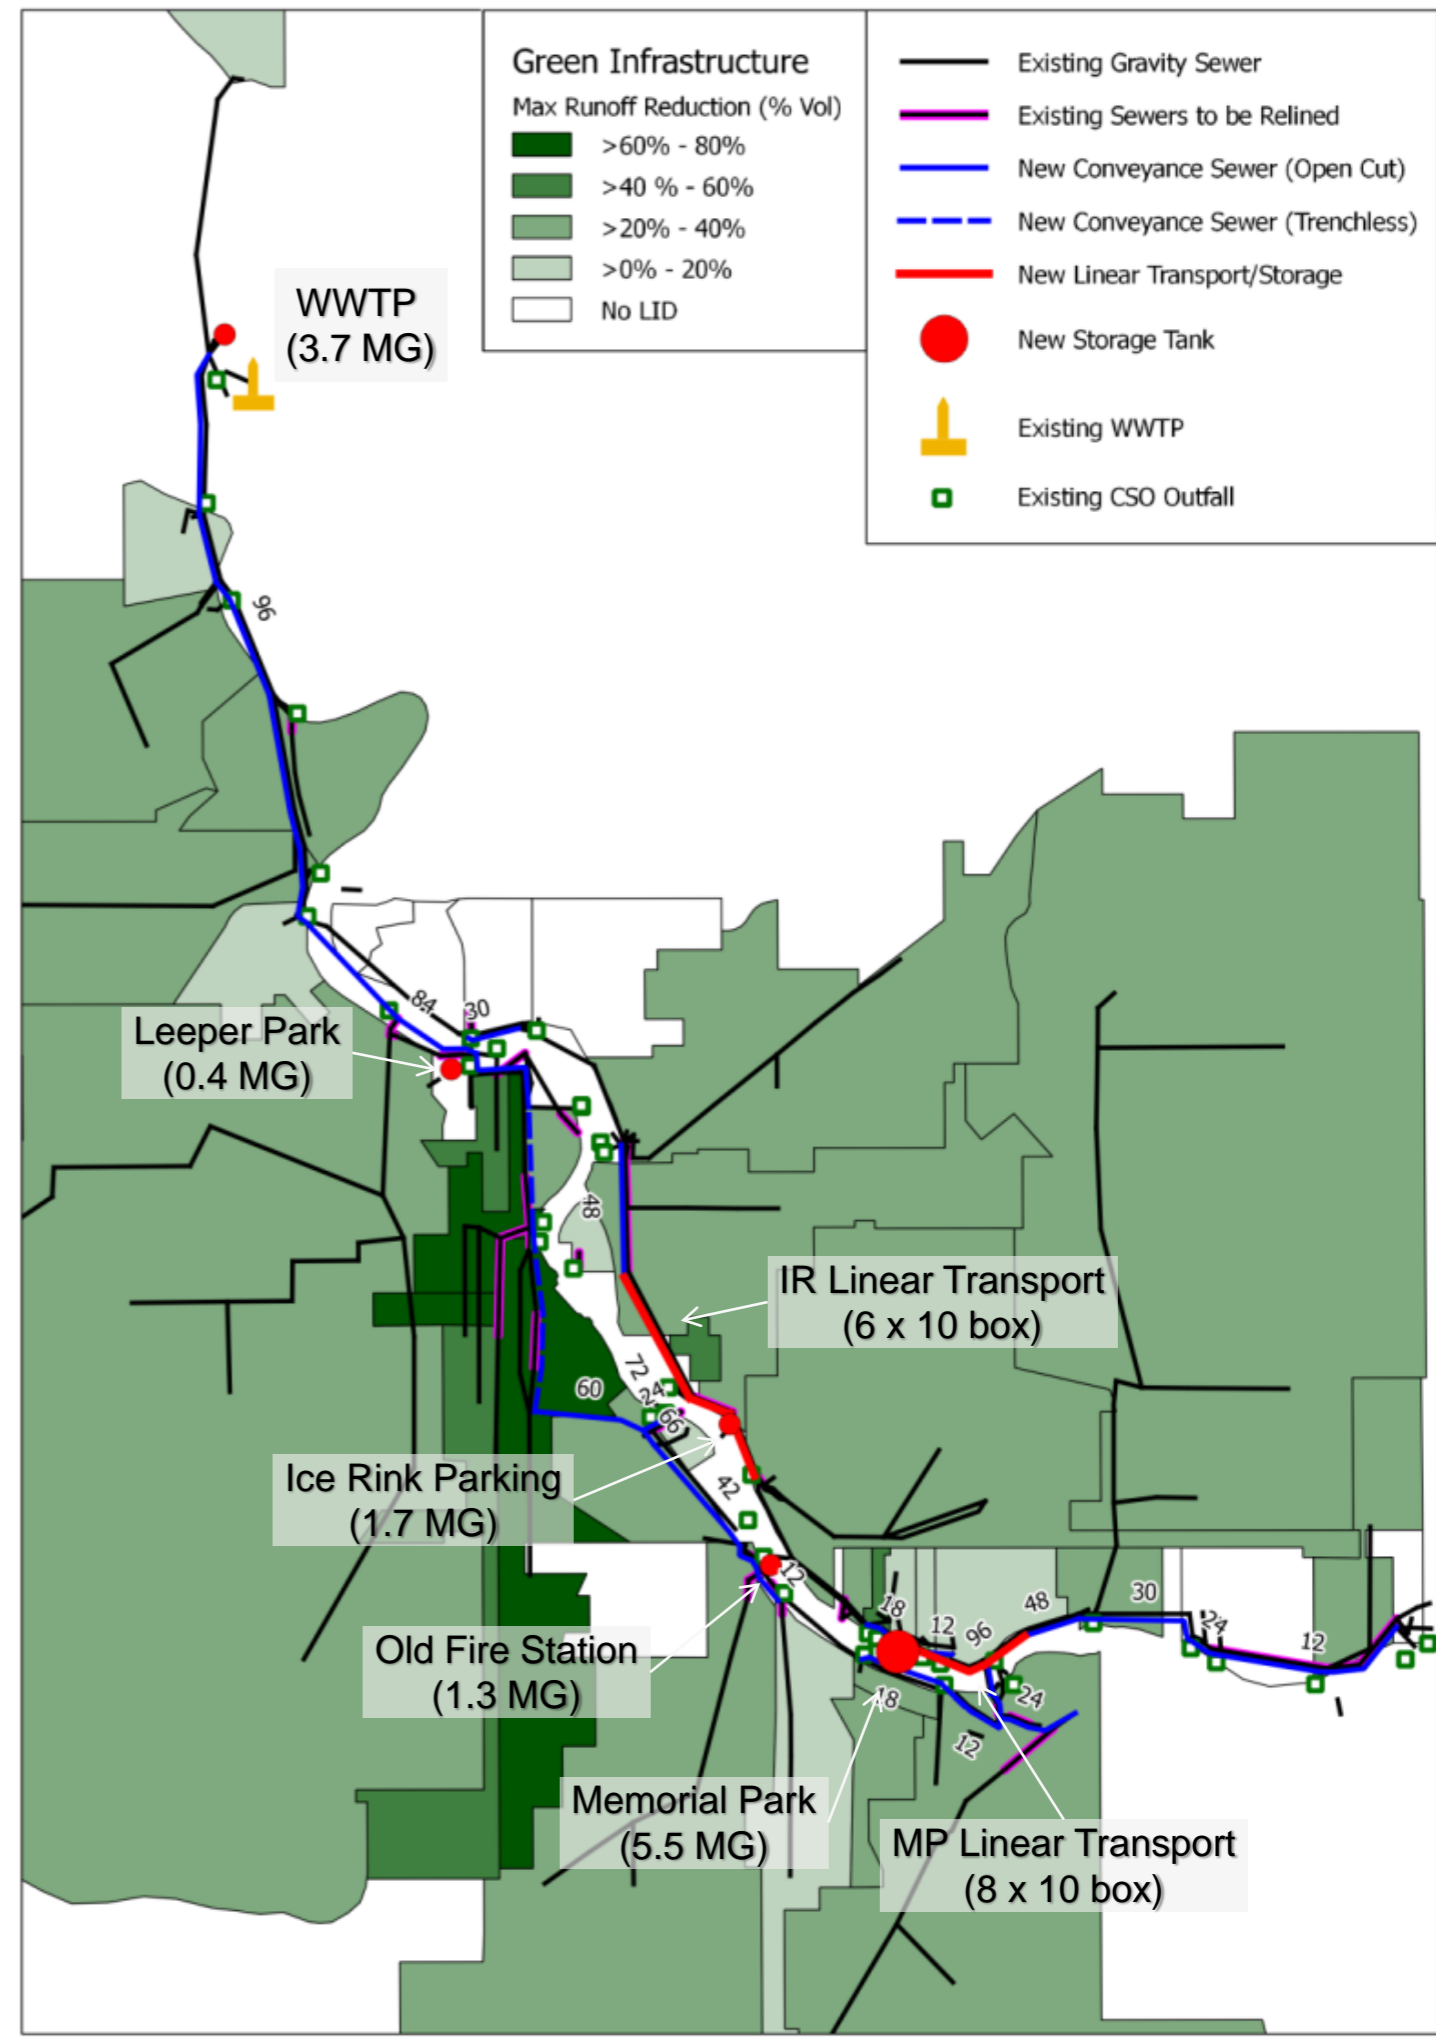 Green Infrastructure
Max Runoff Reduction (% Vol)
>60% - 80%
>40 % - 60%
>20% - 40%
>0% - 20%
No LID
Existing Gravity Sewer
Existing Sewers to be Relined
New Conveyance Sewer (Open Cut)
New Conveyance Sewer (Trenchless)
New Linear Transport/Storage
New Storage Tank
Existing WWTP
Existing CSO Outfall
WWTP
(3.7 MG)
96
84
30
Leeper Park
(0.4 MG)
48
IR Linear Transport
(6 x 10 box)
72
24
60
66
Ice Rink Parking
(1.7 MG)
42
12
Old Fire Station
(1.3 MG)
18
12
96
48
30
24
12
18
24
12
Memorial Park
(5.5 MG)
MP Linear Transport
(8 x 10 box)